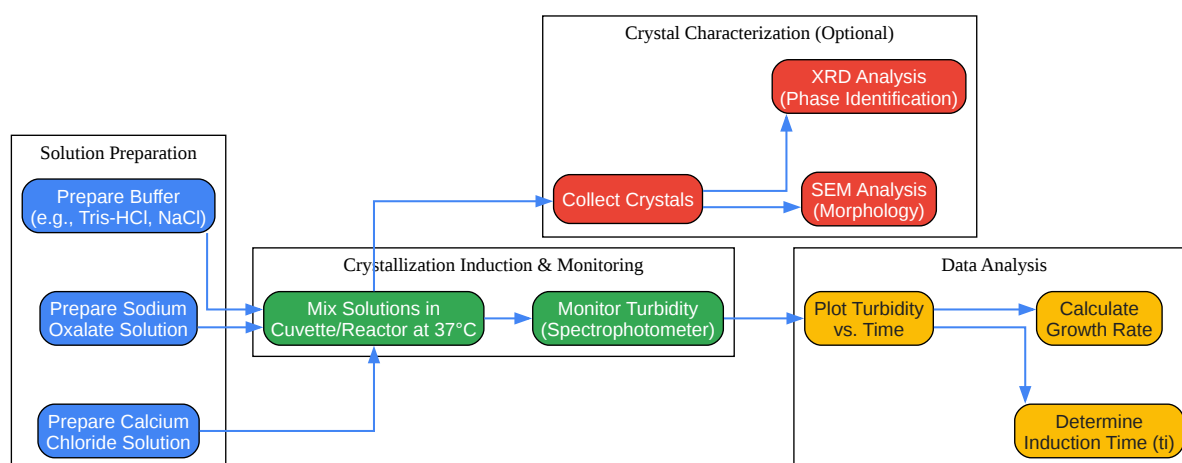 Crystal Characterization (Optional)
XRD Analysis
(Phase Identification)
Collect Crystals
SEM Analysis
(Morphology)
Solution Preparation
Prepare Buffer
(e.g., Tris-HCl, NaCl)
Prepare Sodium
Oxalate Solution
Prepare Calcium
Chloride Solution
Crystallization Induction & Monitoring
Mix Solutions in
Cuvette/Reactor at 37°C
Monitor Turbidity
(Spectrophotometer)
Data Analysis
Plot Turbidity
vs. Time
Calculate
Growth Rate
Determine
Induction Time (ti)